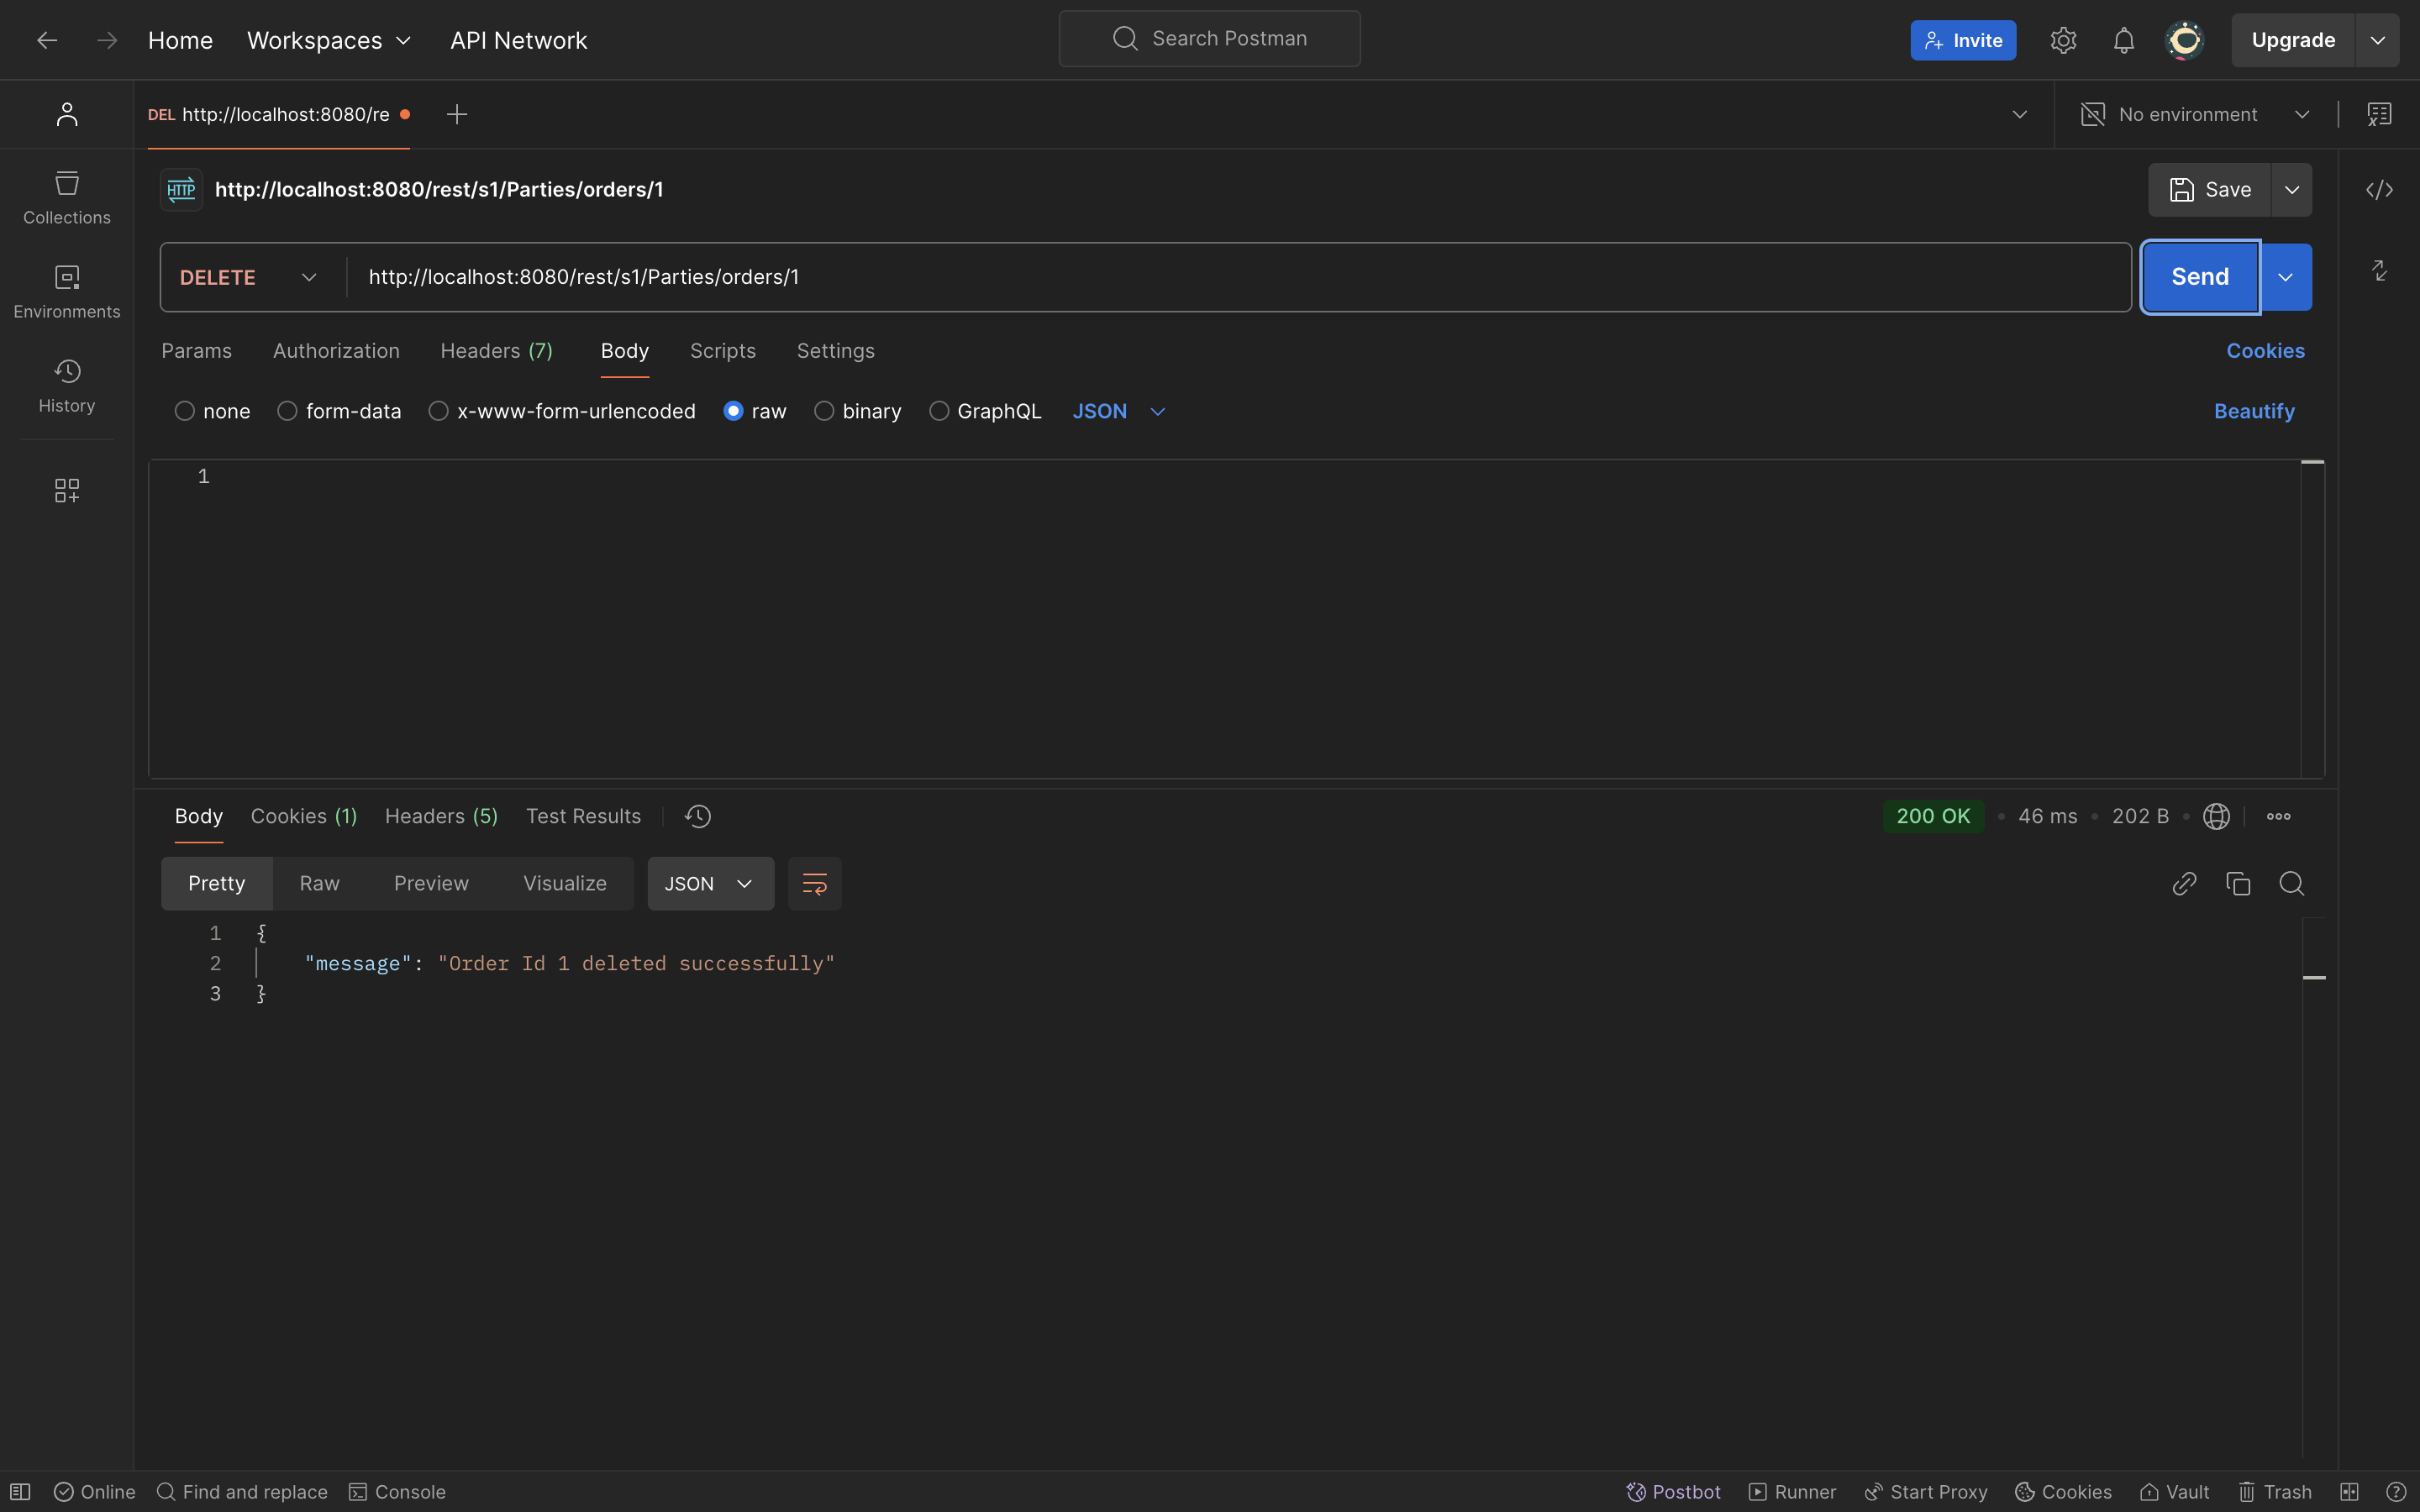 Home Workspaces API Network Search Postman Invite Upgrade
DEL http://localhost:8080/re No environment
HTTP http://localhost:8080/rest/s1/Parties/orders/1 Save
Collections
DELETE http://localhost:8080/rest/s1/Parties/orders/1 Send
Environments
Params Authorization Headers (7) Body Scripts Settings Cookies
History
none form-data x-www-form-urlencoded raw binary GraphQL JSON Beautify
1
Body Cookies (1) Headers (5) Test Results 200 OK 46 ms 202 B
Pretty Raw Preview Visualize JSON
1 {
2 "message": "Order Id 1 deleted successfully"
3 }
Online Find and replace Console Postbot Runner Start Proxy Cookies Vault Trash